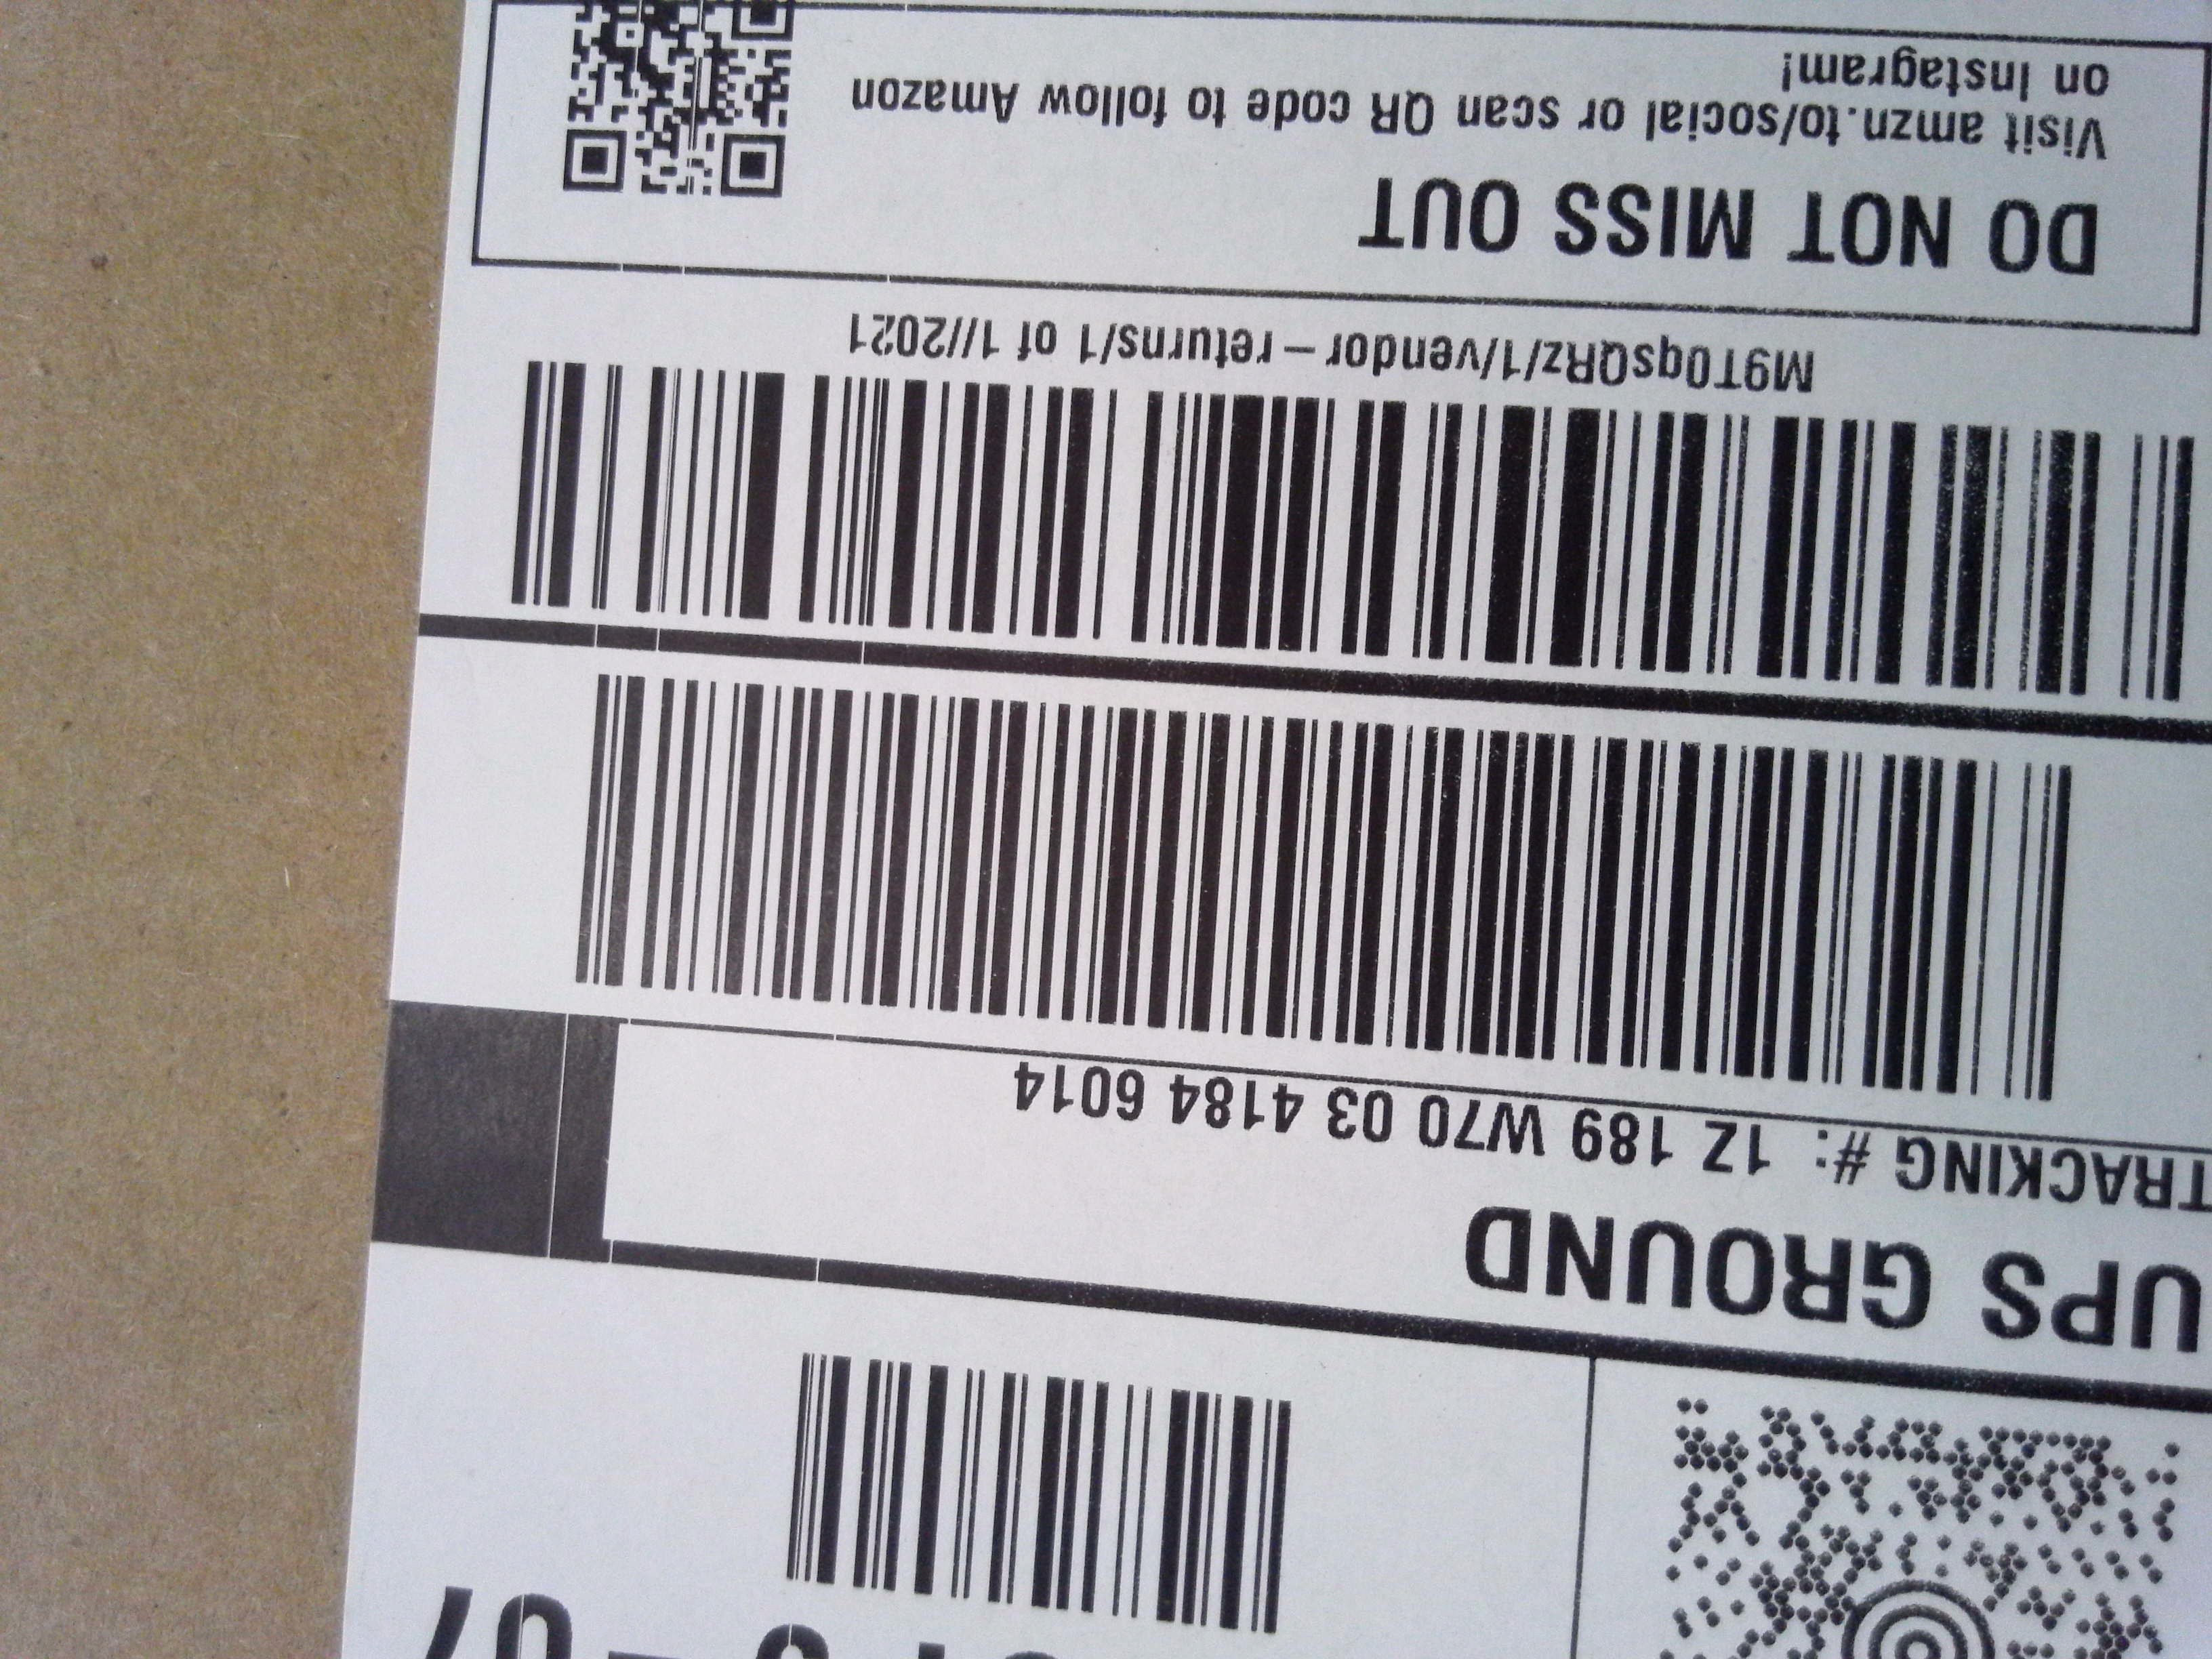 UPS GROUND
TRACKING #: 1Z 189 W70 03 4184 6014
M9T0qsQRz/1/vendor-returns/1 of 1//2021
DO NOT MISS OUT
Visit amzn.to/social or scan QR code to follow Amazon
on Instagram!